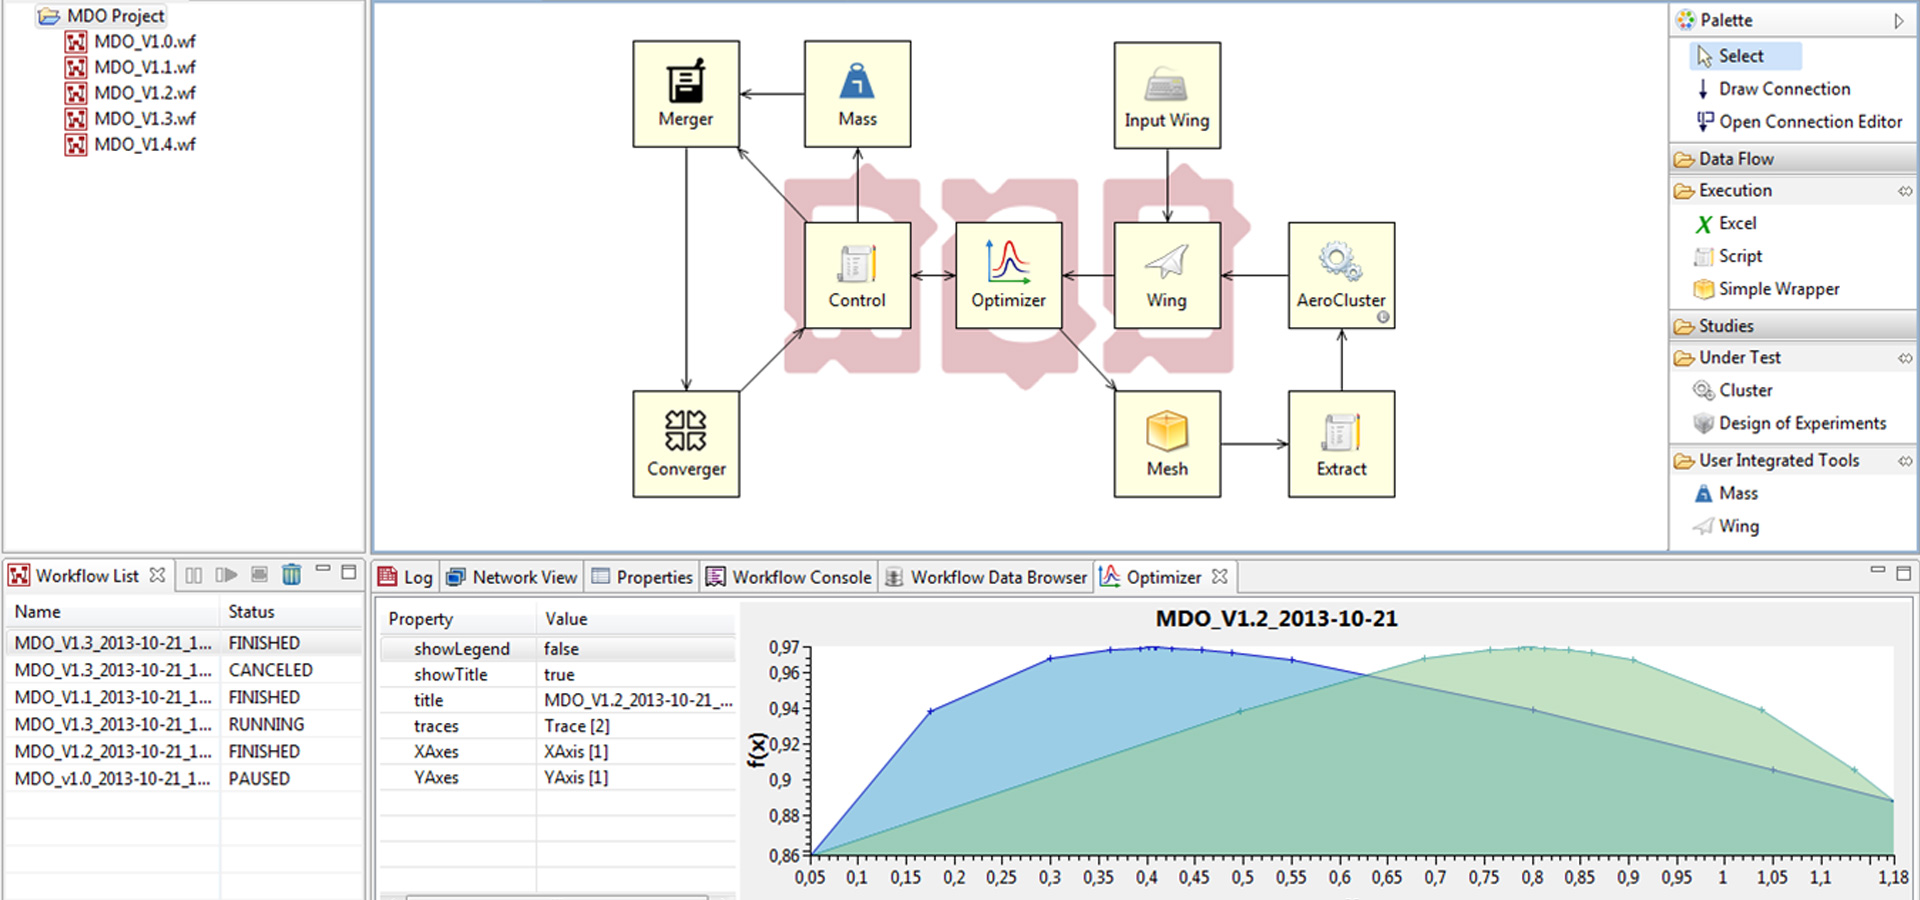 MDO Project
MDO_V1.0.wf
MDO_V1.1.wf
MDO_V1.2.wf
MDO_V1.3.wf
MDO_V1.4.wf
Merger
Mass
Input Wing
Control
Optimizer
Wing
AeroCluster
Converger
Mesh
Extract
Palette
Select
Draw Connection
Open Connection Editor
Data Flow
Execution
Excel
Script
Simple Wrapper
Studies
Under Test
Cluster
Design of Experiments
User Integrated Tools
Mass
Wing
Workflow List
Name Status
MDO_V1.3_2013-10-21_1... FINISHED
MDO_V1.3_2013-10-21_1... CANCELED
MDO_V1.1_2013-10-21_1... FINISHED
MDO_V1.3_2013-10-21_1... RUNNING
MDO_V1.2_2013-10-21_1... FINISHED
MDO_v1.0_2013-10-21_1... PAUSED
Log Network View Properties Workflow Console Workflow Data Browser Optimizer
Property Value
showLegend false
showTitle true
title MDO_V1.2_2013-10-21_...
traces Trace [2]
XAxes XAxis [1]
YAxes YAxis [1]
MDO_V1.2_2013-10-21
f(x)
0,97
0,96
0,94
0,92
0,9
0,88
0,86
0,05 0,1 0,15 0,2 0,25 0,3 0,35 0,4 0,45 0,5 0,55 0,6 0,65 0,7 0,75 0,8 0,85 0,9 0,95 1 1,05 1,1 1,18